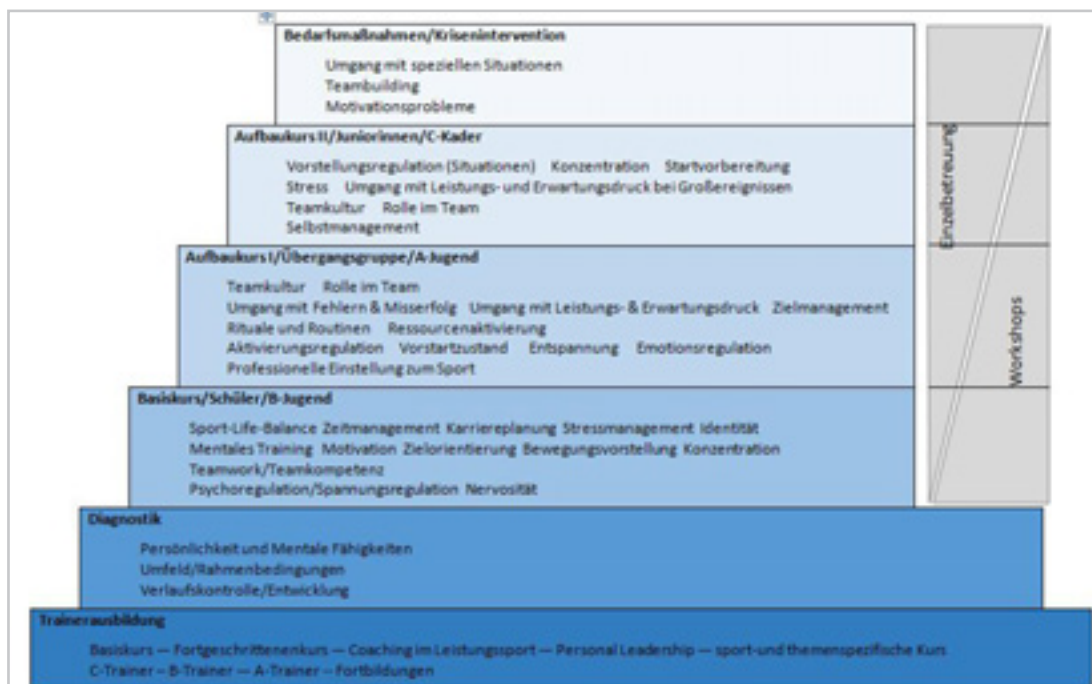 Bedarfsmaßnahmen/Krisenintervention
Umgang mit speziellen Situationen
Teambuilding
Motivationsprobleme
Aufbaukurs II/Juniorinnen/C-Kader
Vorstellungsregulation (Situationen) Konzentration Startvorbereitung
Stress Umgang mit Leistungs- und Erwartungsdruck bei Großereignissen
Teamkultur Rolle im Team
Selbstmanagement
Aufbaukurs I/Übergangsgruppe/A-Jugend
Teamkultur Rolle im Team
Umgang mit Fehlern & Misserfolg Umgang mit Leistungs- & Erwartungsdruck Zielmanagement
Rituale und Routinen Ressourcenaktivierung
Aktivierungsregulation Vorstartzustand Entspannung Emotionsregulation
Professionelle Einstellung zum Sport
Basiskurs/Schüler/B-Jugend
Sport-Life-Balance Zeitmanagement Karriereplanung Stressmanagement Identität
Mentales Training Motivation Zielorientierung Bewegungsvorstellung Konzentration
Teamwork/Teamkompetenz
Psychoregulation/Spannungsregulation Nervosität
Einzelbetreuung
Workshops
Diagnostik
Persönlichkeit und Mentale Fähigkeiten
Umfeld/Rahmenbedingungen
Verlaufskontrolle/Entwicklung
Trainerausbildung
Basiskurs — Fortgeschrittenenkurs — Coaching im Leistungssport — Personal Leadership — sport-und themenspezifische Kurs
C-Trainer – B-Trainer — A-Trainer – Fortbildungen